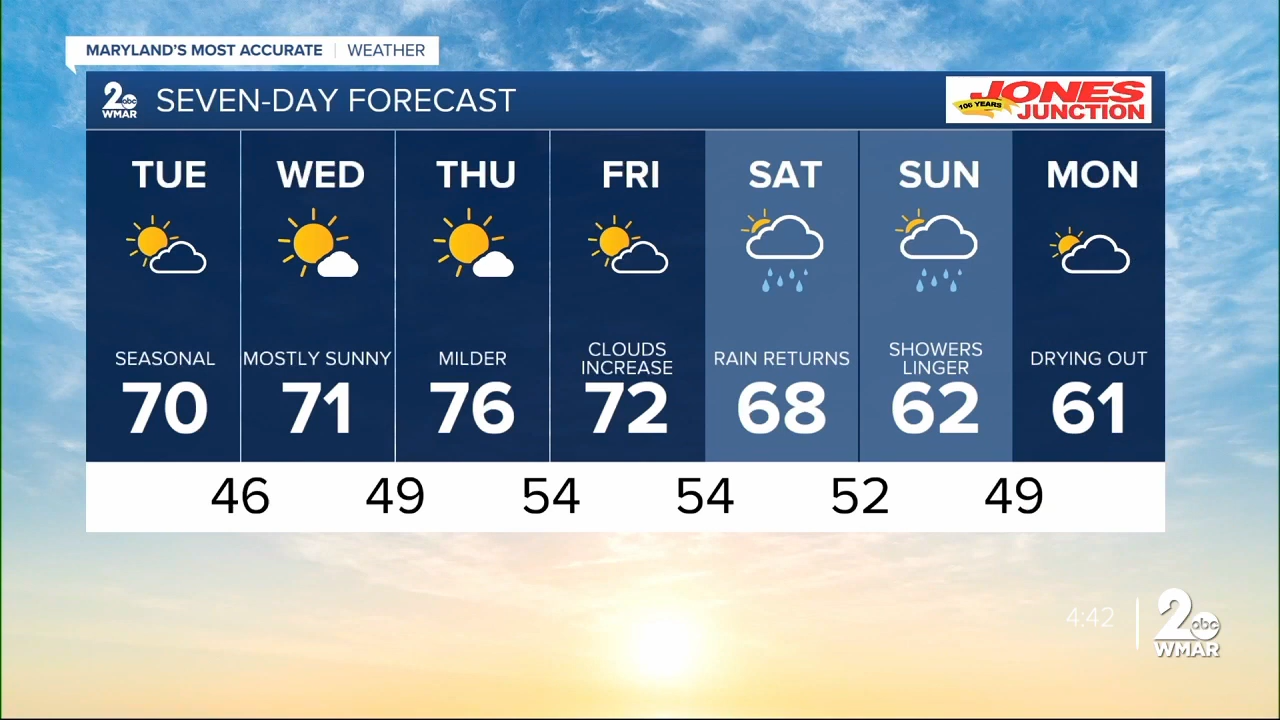 MARYLAND'S MOST ACCURATE | WEATHER
2 abc
WMAR
SEVEN-DAY FORECAST
JONES
106 YEARS
JUNCTION
TUE WED THU FRI SAT SUN MON
SEASONAL
MOSTLY SUNNY
MILDER
CLOUDS
INCREASE
RAIN RETURNS
SHOWERS
LINGER
DRYING OUT
70 71 76 72 68 62 61
46 49 54 54 52 49
4:42
2 abc
WMAR